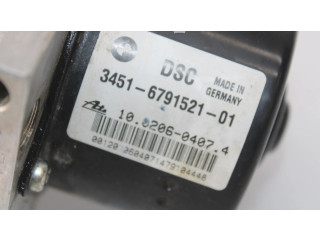 DSC
MADE IN
GERMANY
3451-6791521-01
10.0206-0407.4